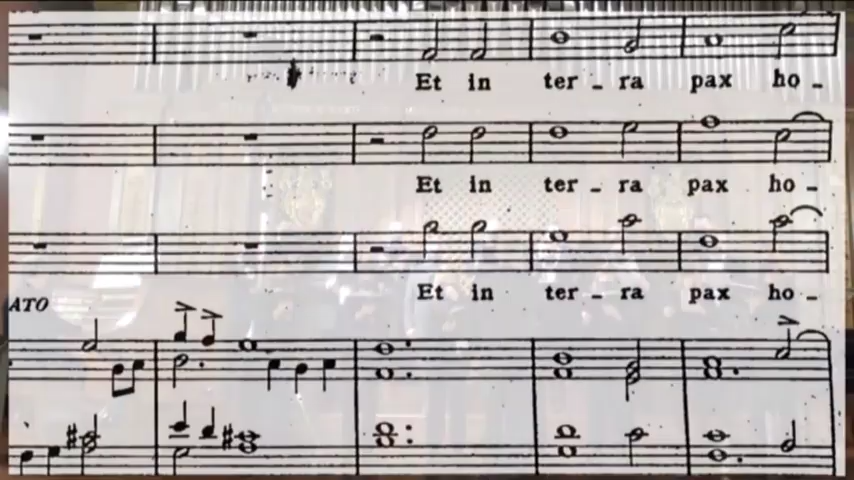 Et in ter - ra pax ho -
Et in ter - ra pax ho -
Et in ter - ra pax ho -
ATO